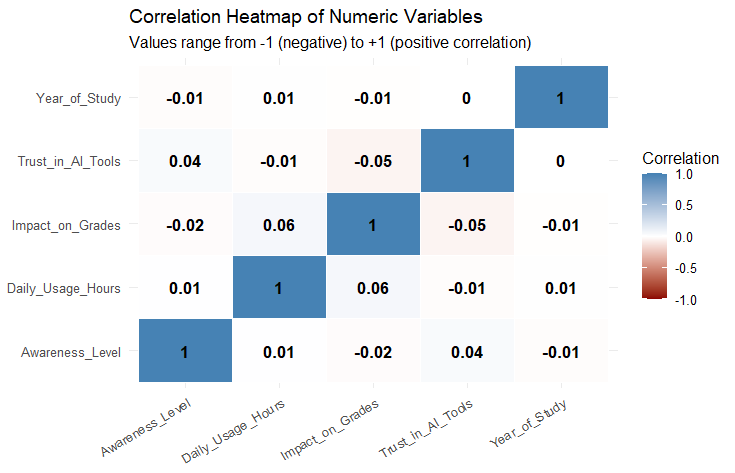 Correlation Heatmap of Numeric Variables
Values range from -1 (negative) to +1 (positive correlation)
Year_of_Study -0.01 0.01 -0.01 0 1
Trust_in_AI_Tools 0.04 -0.01 -0.05 1 0
Impact_on_Grades -0.02 0.06 1 -0.05 -0.01
Daily_Usage_Hours 0.01 1 0.06 -0.01 0.01
Awareness_Level 1 0.01 -0.02 0.04 -0.01
Awareness_Level
Daily_Usage_Hours
Impact_on_Grades
Trust_in_AI_Tools
Year_of_Study
Correlation
1.0
0.5
0.0
-0.5
-1.0